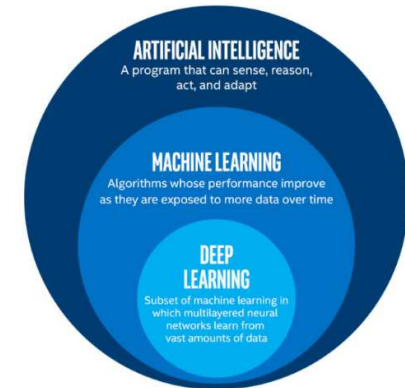 ARTIFICIAL INTELLIGENCE
A program that can sense, reason,
act, and adapt
MACHINE LEARNING
Algorithms whose performance improve
as they are exposed to more data over time
DEEP
LEARNING
Subset of machine learning in
which multilayered neural
networks learn from
vast amounts of data